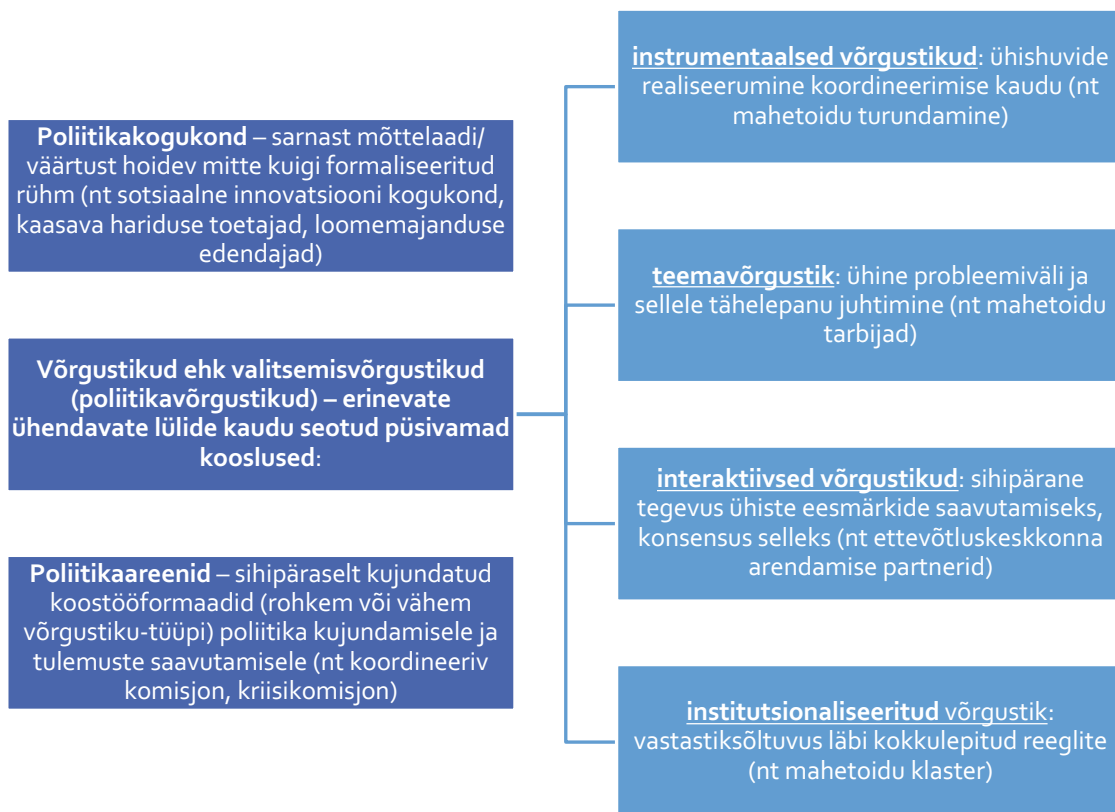 Poliitikakogukond – sarnast mõttelaadi/
väärtust hoidev mitte kuigi formaliseeritud
rühm (nt sotsiaalne innovatsiooni kogukond,
kaasava hariduse toetajad, loomemajanduse
edendajad)
Võrgustikud ehk valitsemisvõrgustikud
(poliitikavõrgustikud) – erinevate
ühendavate lülide kaudu seotud püsivamad
kooslused:
Poliitikaareenid – sihipäraselt kujundatud
koostööformaadid (rohkem või vähem
võrgustiku-tüüpi) poliitika kujundamisele ja
tulemuste saavutamisele (nt koordineeriv
komisjon, kriisikomisjon)
instrumentaalsed võrgustikud: ühishuvide
realiseerumine koordineerimise kaudu (nt
mahetoidu turundamine)
teemavõrgustik: ühine probleemiväli ja
sellele tähelepanu juhtimine (nt mahetoidu
tarbijad)
interaktiivsed võrgustikud: sihipärane
tegevus ühiste eesmärkide saavutamiseks,
konsensus selleks (nt ettevõtluskeskkonna
arendamise partnerid)
institutsionaliseeritud võrgustik:
vastastiksõltuvus läbi kokkulepitud reeglite
(nt mahetoidu klaster)